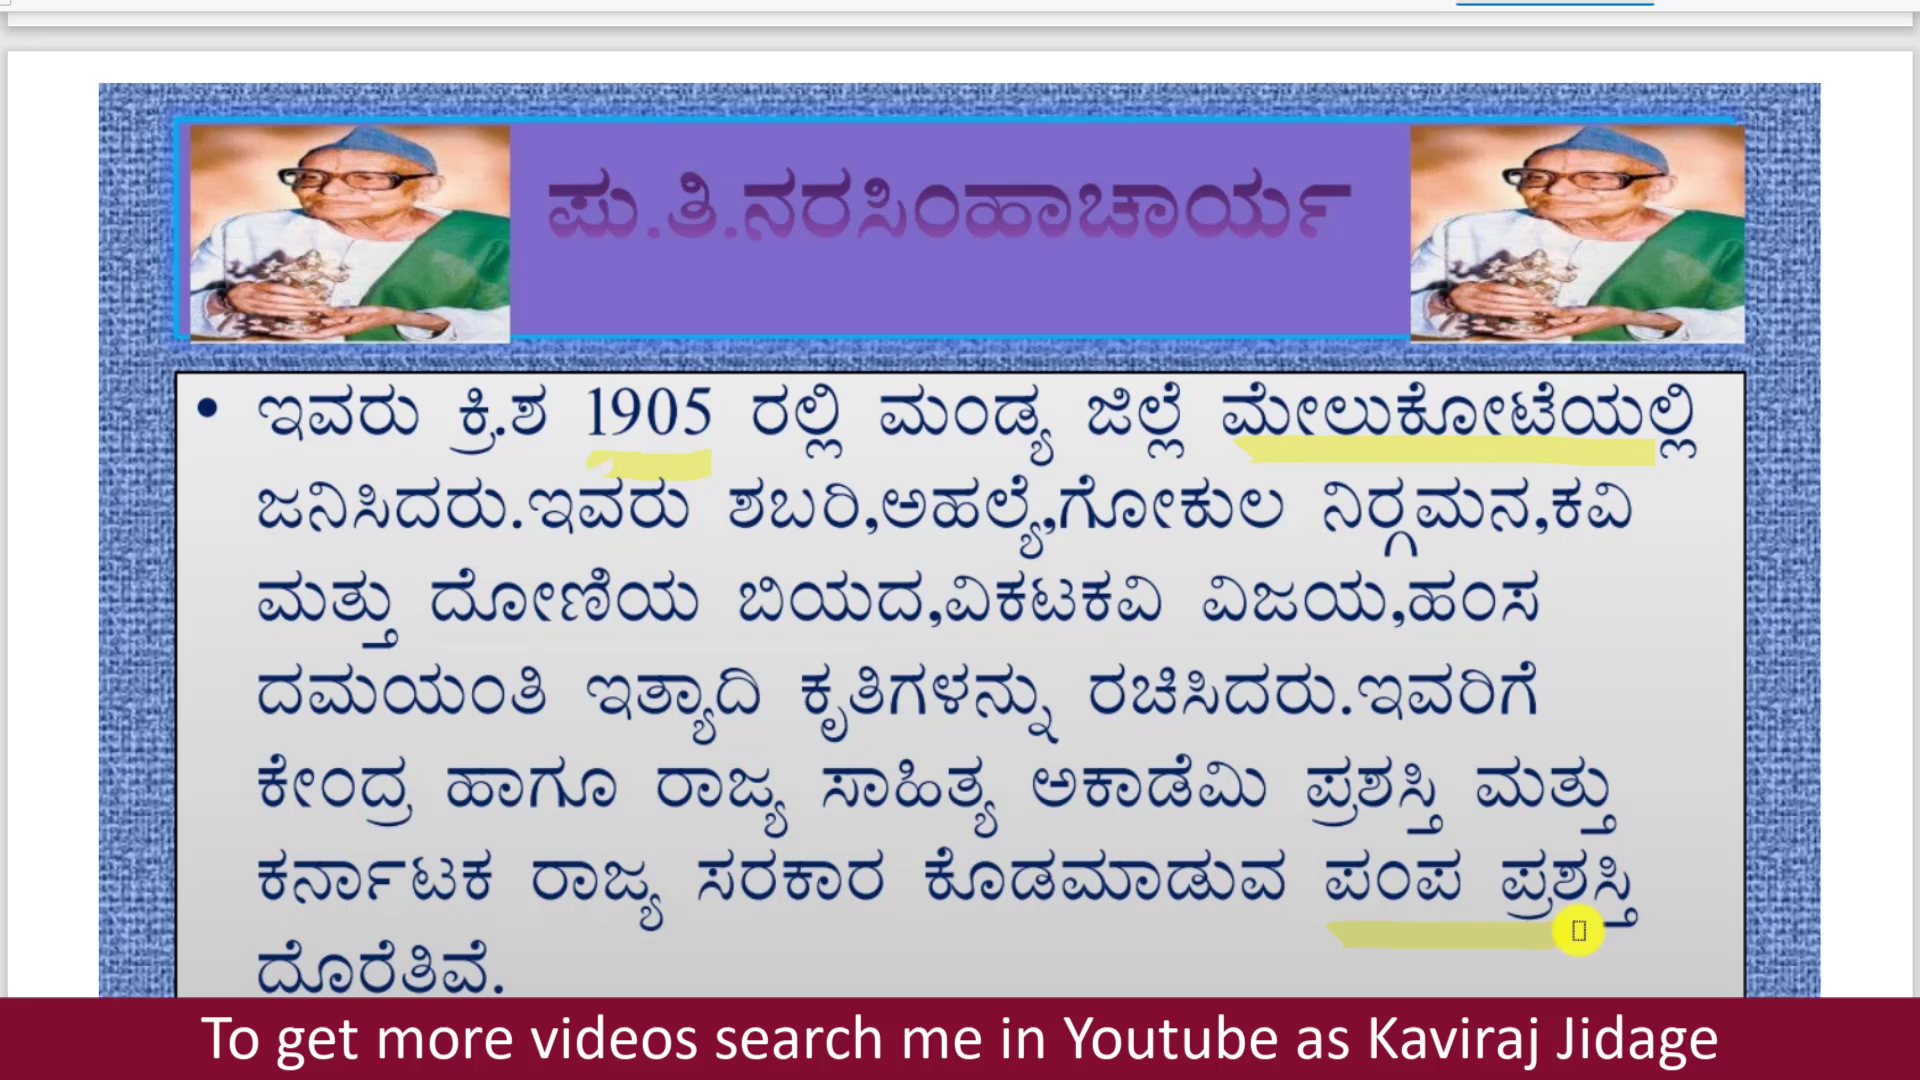 ಪು.ತಿ.ನರಸಿಂಹಾಚಾರ್ಯ
• ಇವರು ಕ್ರಿ.ಶ 1905 ರಲ್ಲಿ ಮಂಡ್ಯ ಜಿಲ್ಲೆ ಮೇಲುಕೋಟೆಯಲ್ಲಿ
ಜನಿಸಿದರು.ಇವರು ಶಬರಿ,ಅಹಲ್ಯೆ,ಗೋಕುಲ ನಿರ್‍ಗಮನ,ಕವಿ
ಮತ್ತು ದೋಣಿಯ ಬಿಯದ,ವಿಕಟಕವಿ ವಿಜಯ,ಹಂಸ
ದಮಯಂತಿ ಇತ್ಯಾದಿ ಕೃತಿಗಳನ್ನು ರಚಿಸಿದರು.ಇವರಿಗೆ
ಕೇಂದ್ರ ಹಾಗೂ ರಾಜ್ಯ ಸಾಹಿತ್ಯ ಅಕಾಡೆಮಿ ಪ್ರಶಸ್ತಿ ಮತ್ತು
ಕರ್ನಾಟಕ ರಾಜ್ಯ ಸರಕಾರ ಕೊಡಮಾಡುವ ಪಂಪ ಪ್ರಶಸ್ತಿ
ದೊರೆತಿವೆ.
To get more videos search me in Youtube as Kaviraj Jidage